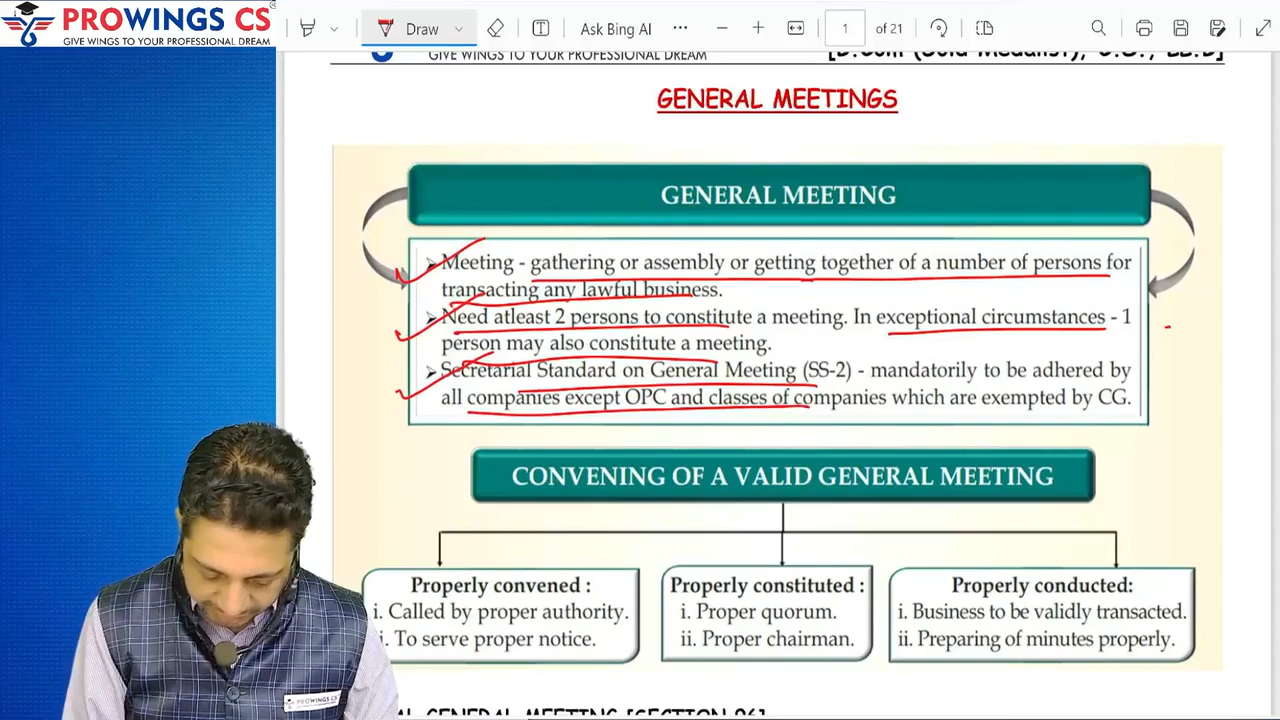 PROWINGS CS
GIVE WINGS TO YOUR PROFESSIONAL DREAM
Draw
Ask Bing AI
1
of 21
GIVE WINGS TO YOUR PROFESSIONAL DREAM
GENERAL MEETINGS
GENERAL MEETING
Meeting - gathering or assembly or getting together of a number of persons for
transacting any lawful business.
Need atleast 2 persons to constitute a meeting. In exceptional circumstances - 1
person may also constitute a meeting.
Secretarial Standard on General Meeting (SS-2) - mandatorily to be adhered by
all companies except OPC and classes of companies which are exempted by CG.
CONVENING OF A VALID GENERAL MEETING
Properly convened :
i. Called by proper authority.
i. To serve proper notice.
Properly constituted :
i. Proper quorum.
ii. Proper chairman.
Properly conducted:
i. Business to be validly transacted.
ii. Preparing of minutes properly.
PROWINGS CS